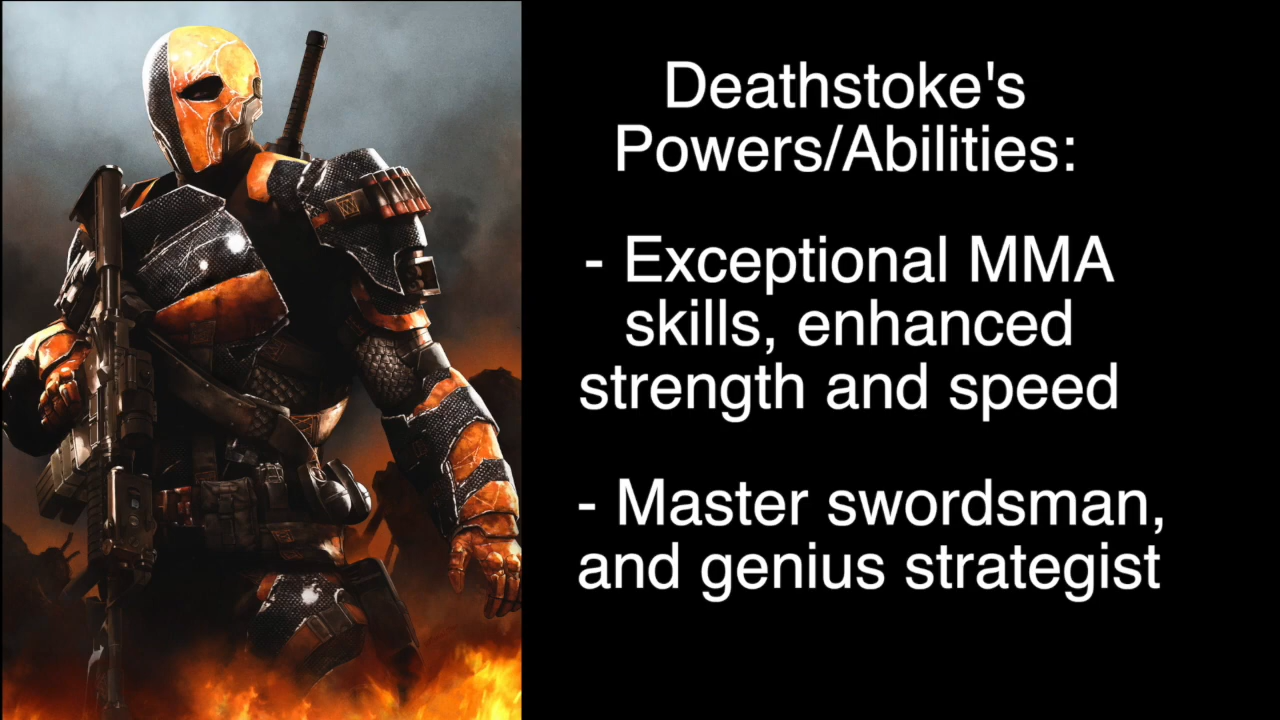 Deathstoke's
Powers/Abilities:
- Exceptional MMA
skills, enhanced
strength and speed
- Master swordsman,
and genius strategist